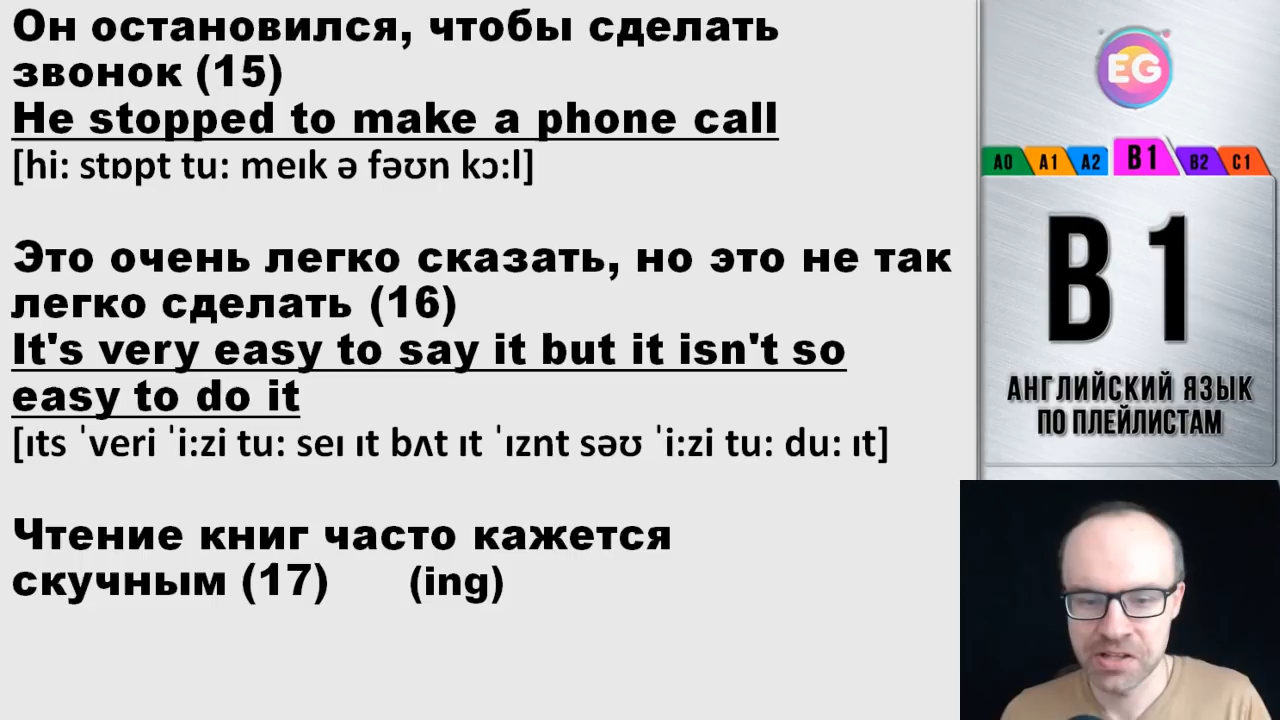 Он остановился, чтобы сделать
звонок (15)
He stopped to make a phone call
[hi: stɒpt tu: meɪk ə fəʊn kɔ:l]
Это очень легко сказать, но это не так
легко сделать (16)
It's very easy to say it but it isn't so
easy to do it
[ɪts ˈveri ˈi:zi tu: seɪ ɪt bʌt ɪt ˈɪznt səʊ ˈi:zi tu: du: ɪt]
Чтение книг часто кажется
скучным (17) (ing)
EG
A0 A1 A2 B1 B2 C1
B1
АНГЛИЙСКИЙ ЯЗЫК
ПО ПЛЕЙЛИСТАМ